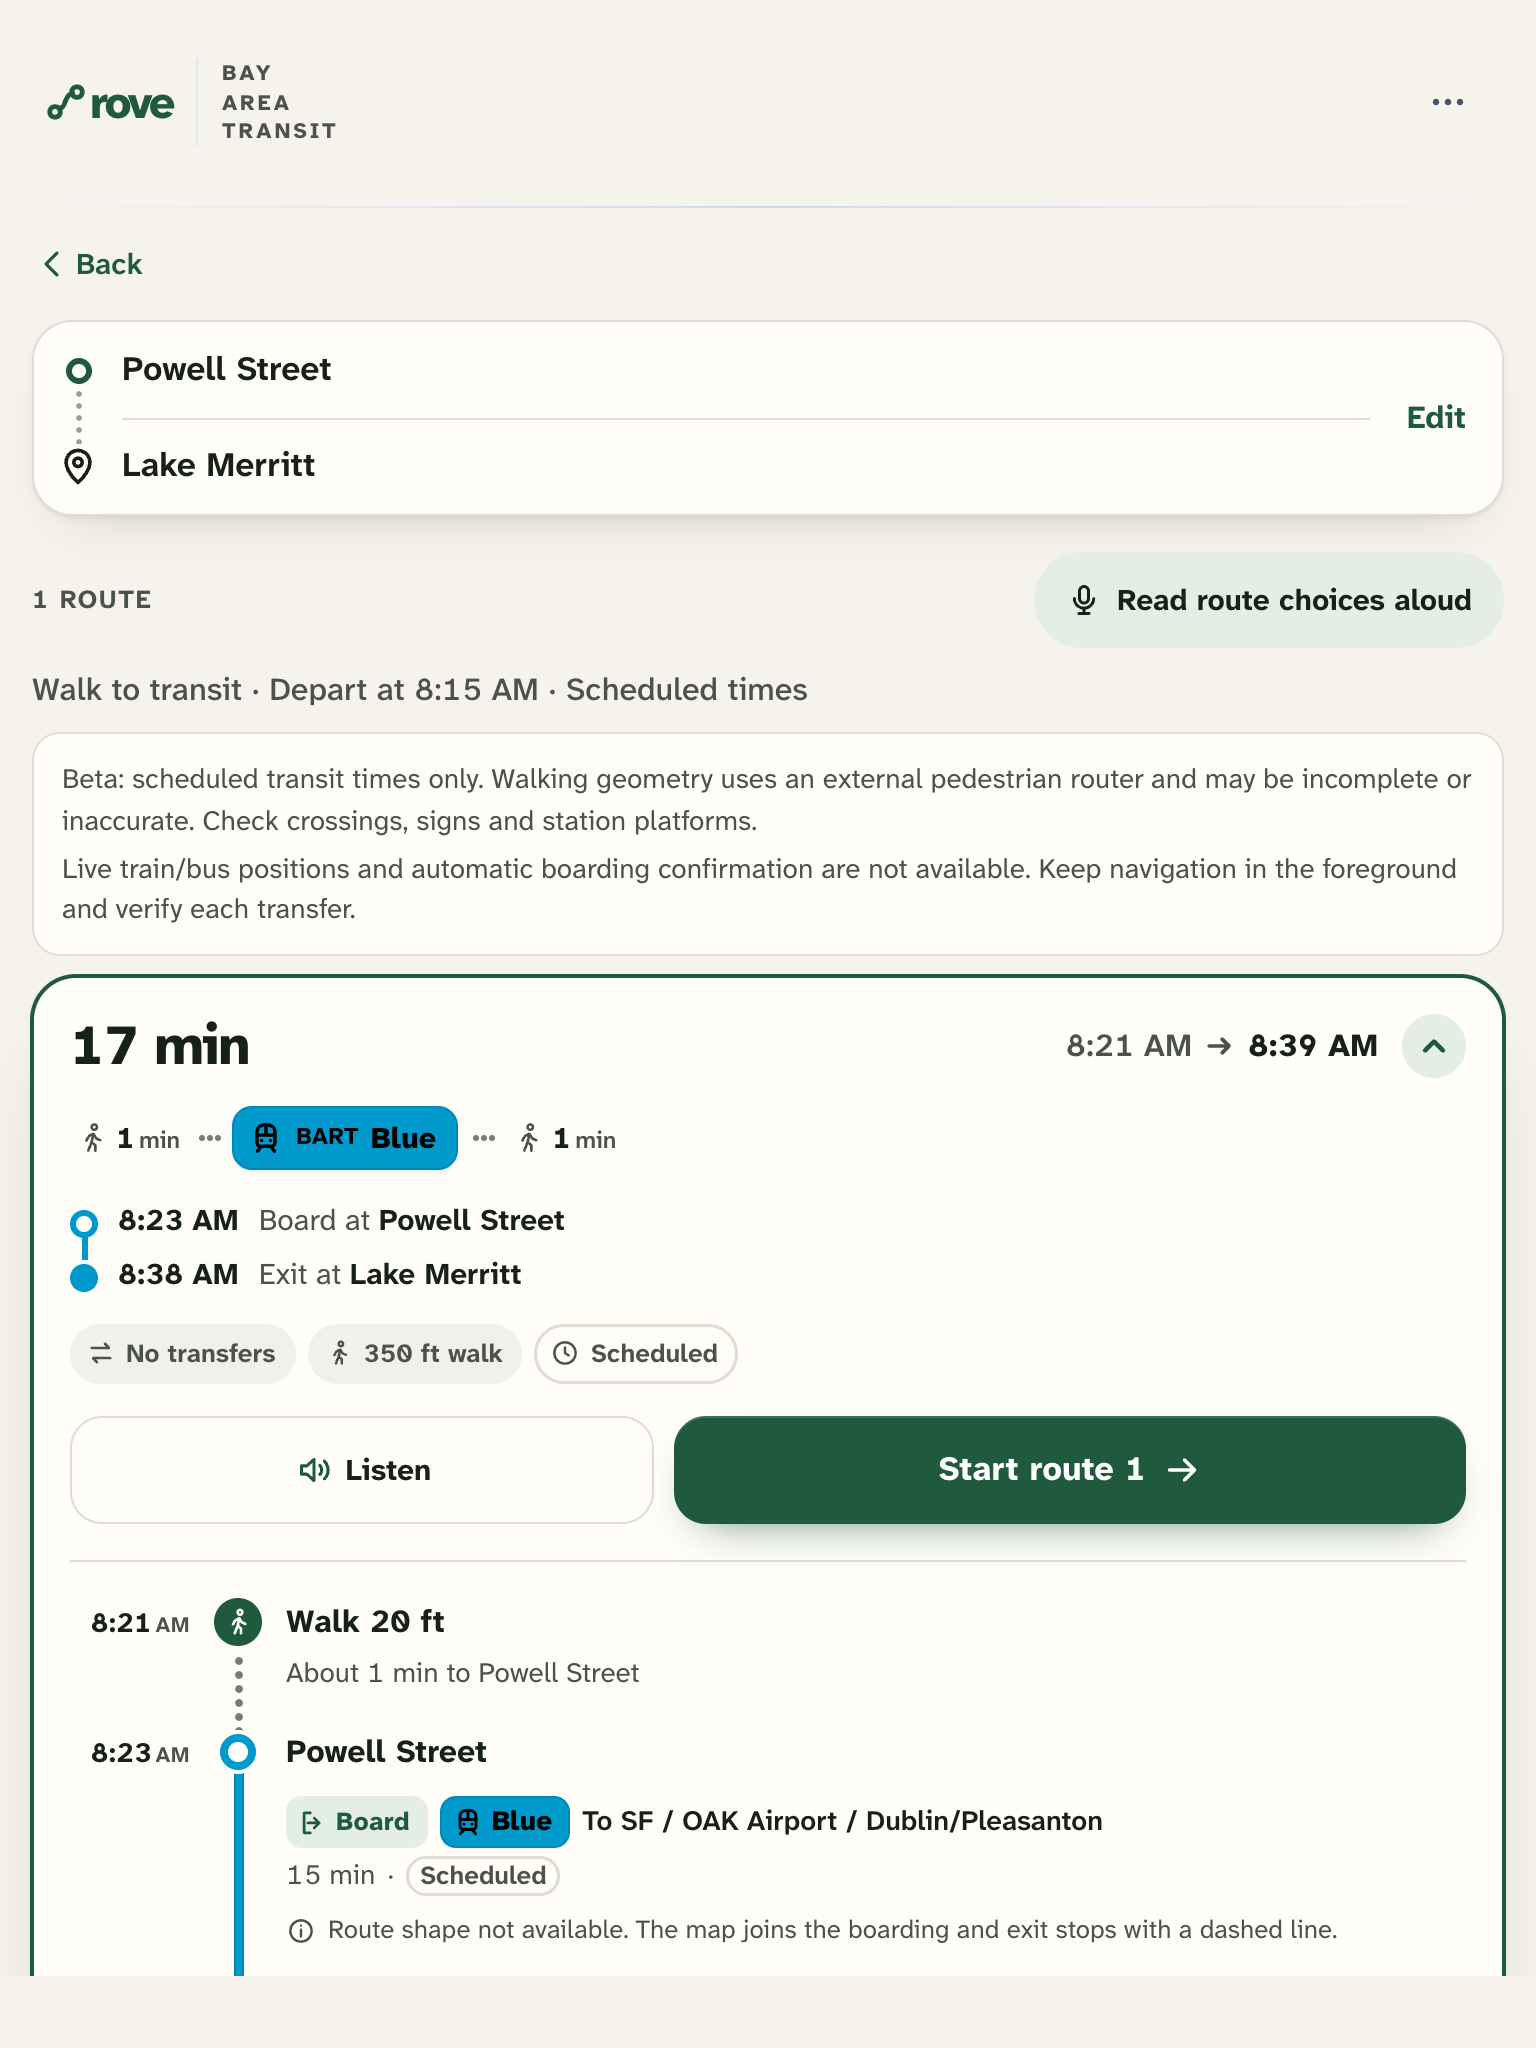 rove
BAY
AREA
TRANSIT
Back
Powell Street
Edit
Lake Merritt
1 ROUTE
Read route choices aloud
Walk to transit · Depart at 8:15 AM · Scheduled times
Beta: scheduled transit times only. Walking geometry uses an external pedestrian router and may be incomplete or
inaccurate. Check crossings, signs and station platforms.
Live train/bus positions and automatic boarding confirmation are not available. Keep navigation in the foreground
and verify each transfer.
17 min
8:21 AM → 8:39 AM
1 min ••• BART Blue ••• 1 min
8:23 AM Board at Powell Street
8:38 AM Exit at Lake Merritt
No transfers
350 ft walk
Scheduled
Listen
Start route 1 →
8:21 AM Walk 20 ft
About 1 min to Powell Street
8:23 AM Powell Street
Board Blue To SF / OAK Airport / Dublin/Pleasanton
15 min · Scheduled
Route shape not available. The map joins the boarding and exit stops with a dashed line.